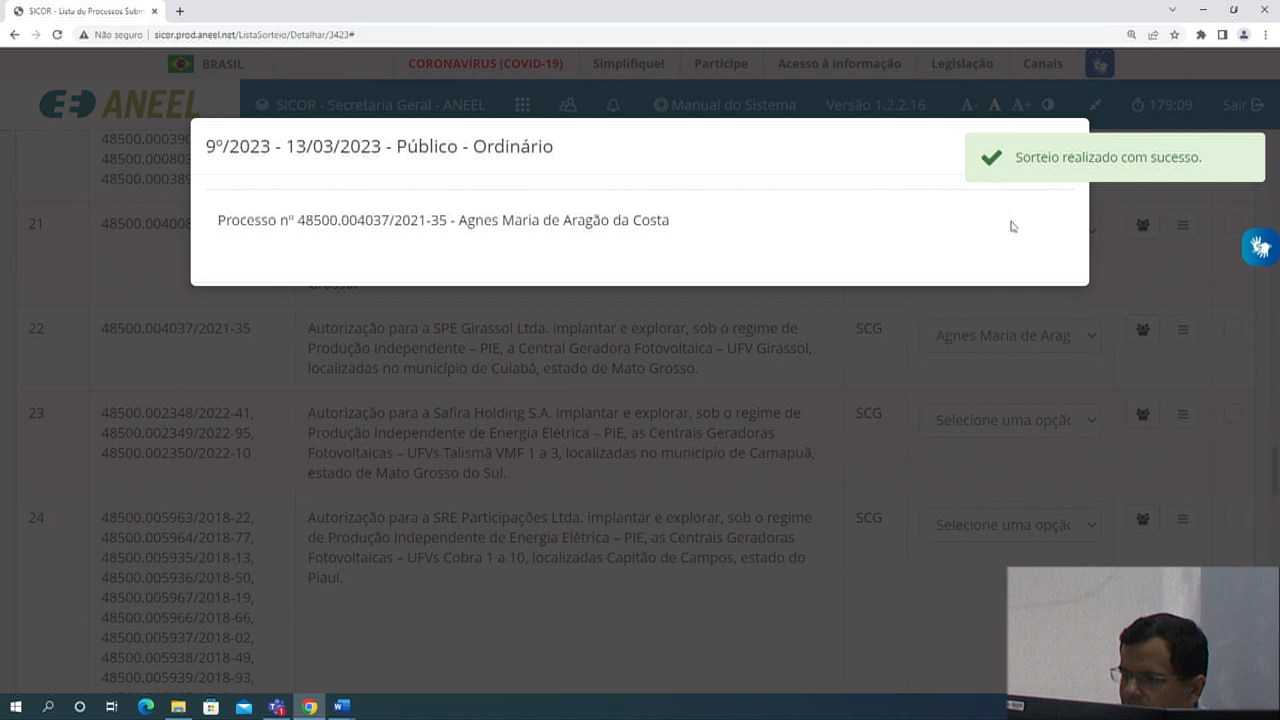 SICOR - Lista de Processos Subm
Não seguro
sicor.prod.aneel.net/ListaSorteio/Detalhar/3423#
BRASIL
CORONAVÍRUS (COVID-19)
Simplifique!
Participe
Acesso à informação
Legislação
Canais
ANEEL
SICOR - Secretaria Geral - ANEEL
Manual do Sistema
Versão 1.2.2.16
A-
A
A+
179:09
Sair
9º/2023 - 13/03/2023 - Público - Ordinário
Sorteio realizado com sucesso.
Processo nº 48500.004037/2021-35 - Agnes Maria de Aragão da Costa
48500.000390
48500.000803
48500.000389
21
48500.004008
22
48500.004037/2021-35
Autorização para a SPE Girassol Ltda. implantar e explorar, sob o regime de
Produção Independente – PIE, a Central Geradora Fotovoltaica – UFV Girassol,
localizadas no município de Cuiabá, estado de Mato Grosso.
SCG
Agnes Maria de Arag
23
48500.002348/2022-41,
48500.002349/2022-95,
48500.002350/2022-10
Autorização para a Safira Holding S.A. implantar e explorar, sob o regime de
Produção Independente de Energia Elétrica – PIE, as Centrais Geradoras
Fotovoltaicas – UFVs Talismã VMF 1 a 3, localizadas no município de Camapuã,
estado de Mato Grosso do Sul.
SCG
Selecione uma opção
24
48500.005963/2018-22,
48500.005964/2018-77,
48500.005935/2018-13,
48500.005936/2018-50,
48500.005967/2018-19,
48500.005966/2018-66,
48500.005937/2018-02,
48500.005938/2018-49,
48500.005939/2018-93,
Autorização para a SRE Participações Ltda. implantar e explorar, sob o regime
de Produção Independente de Energia Elétrica – PIE, as Centrais Geradoras
Fotovoltaicas – UFVs Cobra 1 a 10, localizadas Capitão de Campos, estado do
Piauí.
SCG
Selecione uma opção